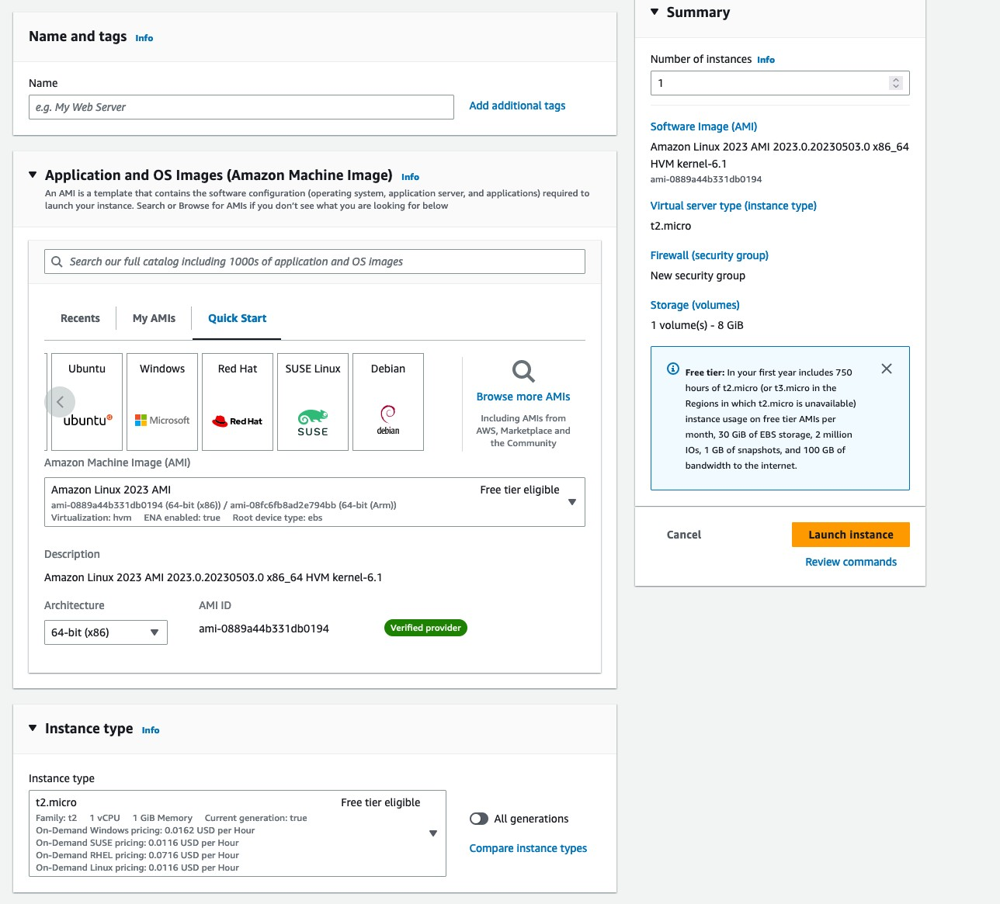 Name and tags Info
Name
e.g. My Web Server
Add additional tags
Application and OS Images (Amazon Machine Image) Info
An AMI is a template that contains the software configuration (operating system, application server, and applications) required to
launch your instance. Search or Browse for AMIs if you don't see what you are looking for below
Search our full catalog including 1000s of application and OS images
Recents
My AMIs
Quick Start
Ubuntu
ubuntu
Windows
Microsoft
Red Hat
Red Hat
SUSE Linux
SUSE
Debian
debian
Browse more AMIs
Including AMIs from
AWS, Marketplace and
the Community
Amazon Machine Image (AMI)
Amazon Linux 2023 AMI
Free tier eligible
ami-0889a44b331db0194 (64-bit (x86)) / ami-08fc6fb8ad2e794bb (64-bit (Arm))
Virtualization: hvm ENA enabled: true Root device type: ebs
Description
Amazon Linux 2023 AMI 2023.0.20230503.0 x86_64 HVM kernel-6.1
Architecture
64-bit (x86)
AMI ID
ami-0889a44b331db0194
Verified provider
Instance type Info
Instance type
t2.micro
Free tier eligible
Family: t2 1 vCPU 1 GiB Memory Current generation: true
On-Demand Windows pricing: 0.0162 USD per Hour
On-Demand SUSE pricing: 0.0116 USD per Hour
On-Demand RHEL pricing: 0.0716 USD per Hour
On-Demand Linux pricing: 0.0116 USD per Hour
All generations
Compare instance types
Summary
Number of instances Info
1
Software Image (AMI)
Amazon Linux 2023 AMI 2023.0.20230503.0 x86_64
HVM kernel-6.1
ami-0889a44b331db0194
Virtual server type (instance type)
t2.micro
Firewall (security group)
New security group
Storage (volumes)
1 volume(s) - 8 GiB
Free tier: In your first year includes 750
hours of t2.micro (or t3.micro in the
Regions in which t2.micro is unavailable)
instance usage on free tier AMIs per
month, 30 GiB of EBS storage, 2 million
IOs, 1 GB of snapshots, and 100 GB of
bandwidth to the internet.
Cancel
Launch instance
Review commands